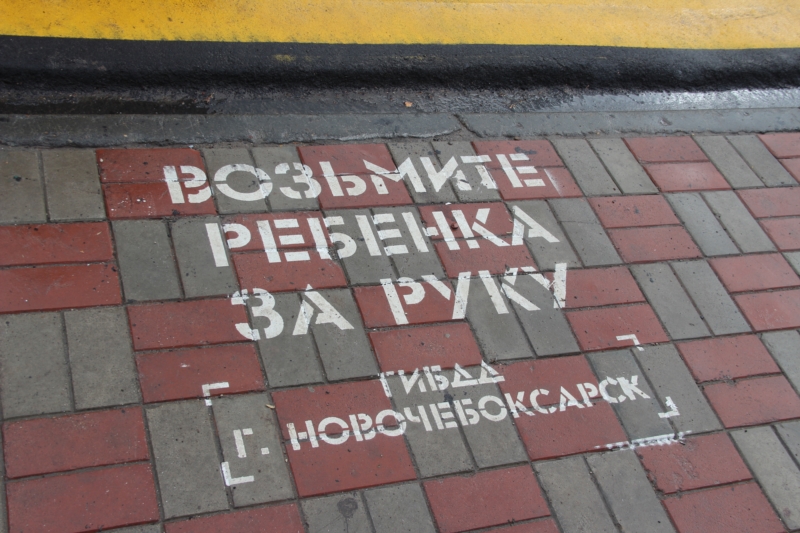 ВОЗЬМИТЕ
РЕБЕНКА
ЗА РУКУ
ГИБДД
Г. НОВОЧЕБОКСАРСК